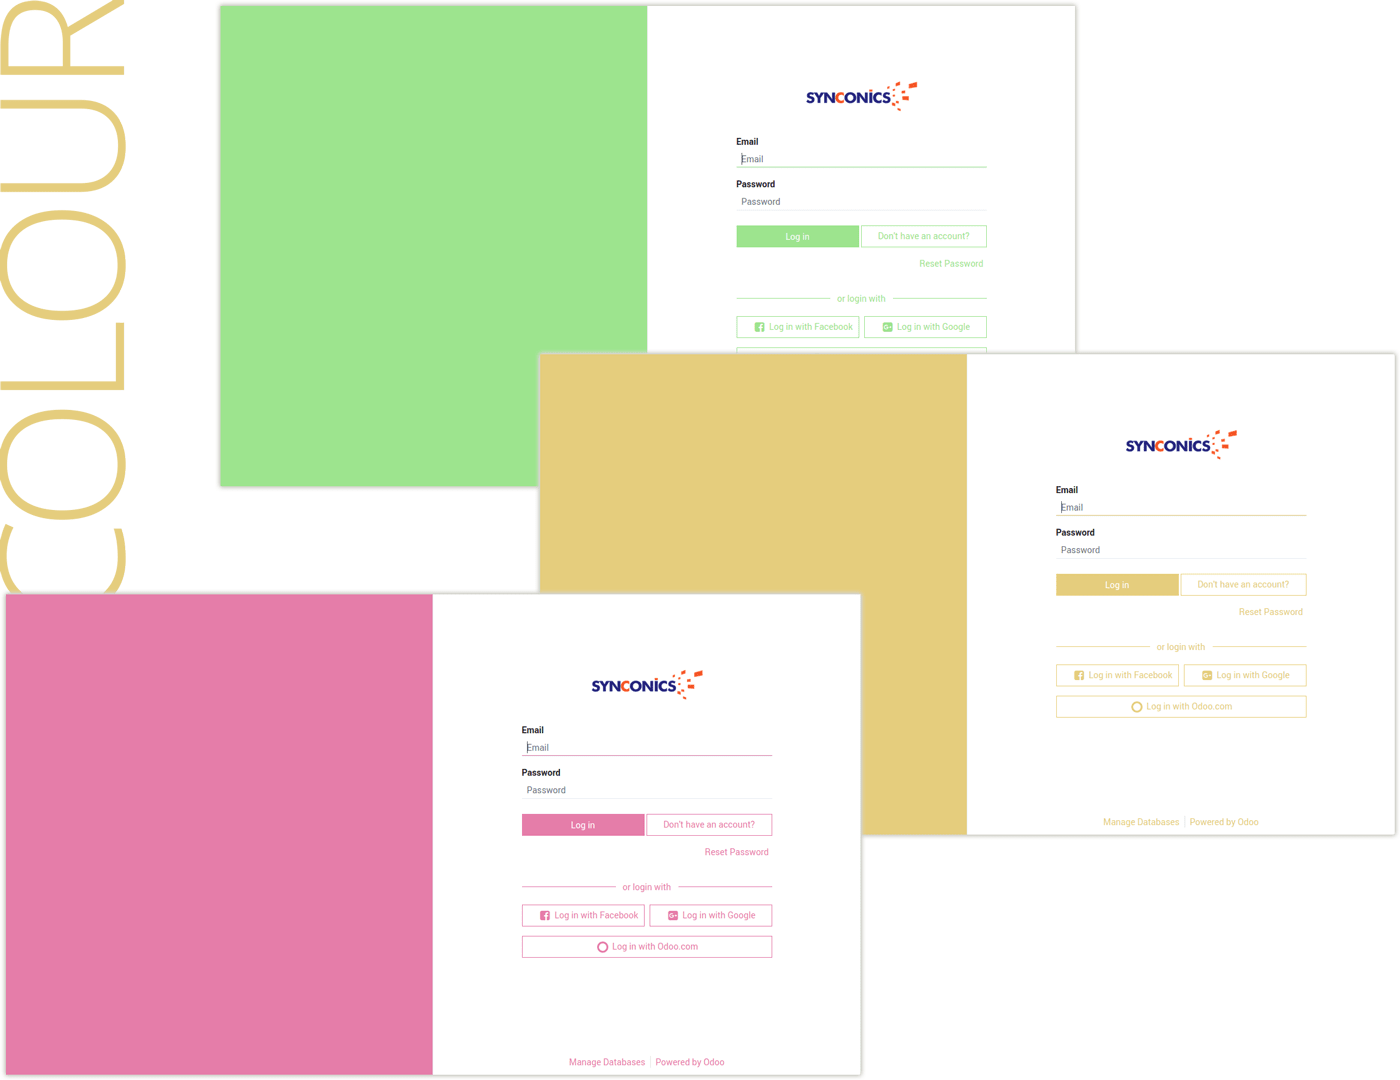 COLOUR
SYNCONICS
Email
Email
Password
Password
Log in
Don't have an account?
Reset Password
or login with
Log in with Facebook
Log in with Google
SYNCONICS
Email
Email
Password
Password
Log in
Don't have an account?
Reset Password
or login with
Log in with Facebook
Log in with Google
Log in with Odoo.com
Manage Databases
Powered by Odoo
SYNCONICS
Email
Email
Password
Password
Log in
Don't have an account?
Reset Password
or login with
Log in with Facebook
Log in with Google
Log in with Odoo.com
Manage Databases
Powered by Odoo